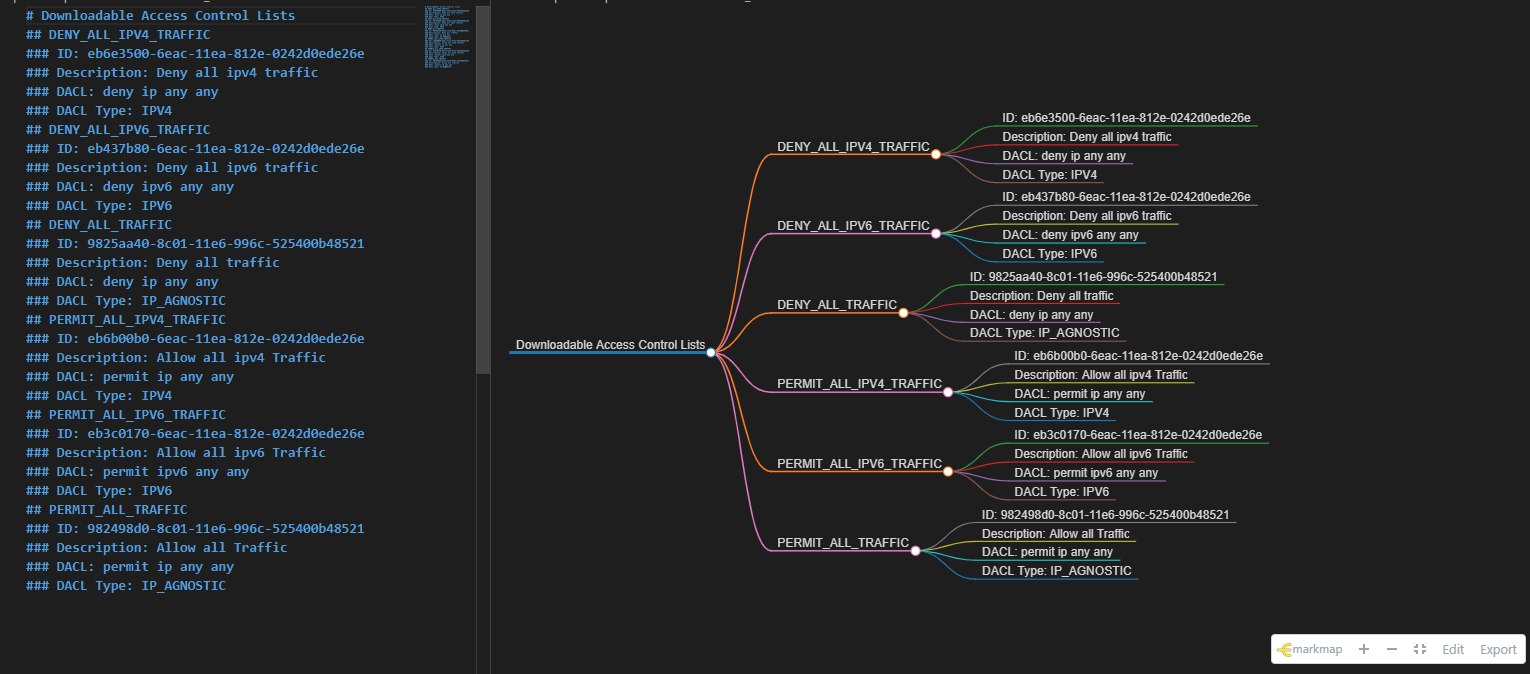 # Downloadable Access Control Lists
## DENY_ALL_IPV4_TRAFFIC
### ID: eb6e3500-6eac-11ea-812e-0242d0ede26e
### Description: Deny all ipv4 traffic
### DACL: deny ip any any
### DACL Type: IPV4
## DENY_ALL_IPV6_TRAFFIC
### ID: eb437b80-6eac-11ea-812e-0242d0ede26e
### Description: Deny all ipv6 traffic
### DACL: deny ipv6 any any
### DACL Type: IPV6
## DENY_ALL_TRAFFIC
### ID: 9825aa40-8c01-11e6-996c-525400b48521
### Description: Deny all traffic
### DACL: deny ip any any
### DACL Type: IP_AGNOSTIC
## PERMIT_ALL_IPV4_TRAFFIC
### ID: eb6b00b0-6eac-11ea-812e-0242d0ede26e
### Description: Allow all ipv4 Traffic
### DACL: permit ip any any
### DACL Type: IPV4
## PERMIT_ALL_IPV6_TRAFFIC
### ID: eb3c0170-6eac-11ea-812e-0242d0ede26e
### Description: Allow all ipv6 Traffic
### DACL: permit ipv6 any any
### DACL Type: IPV6
## PERMIT_ALL_TRAFFIC
### ID: 982498d0-8c01-11e6-996c-525400b48521
### Description: Allow all Traffic
### DACL: permit ip any any
### DACL Type: IP_AGNOSTIC
Downloadable Access Control Lists
DENY_ALL_IPV4_TRAFFIC
ID: eb6e3500-6eac-11ea-812e-0242d0ede26e
Description: Deny all ipv4 traffic
DACL: deny ip any any
DACL Type: IPV4
DENY_ALL_IPV6_TRAFFIC
ID: eb437b80-6eac-11ea-812e-0242d0ede26e
Description: Deny all ipv6 traffic
DACL: deny ipv6 any any
DACL Type: IPV6
DENY_ALL_TRAFFIC
ID: 9825aa40-8c01-11e6-996c-525400b48521
Description: Deny all traffic
DACL: deny ip any any
DACL Type: IP_AGNOSTIC
PERMIT_ALL_IPV4_TRAFFIC
ID: eb6b00b0-6eac-11ea-812e-0242d0ede26e
Description: Allow all ipv4 Traffic
DACL: permit ip any any
DACL Type: IPV4
PERMIT_ALL_IPV6_TRAFFIC
ID: eb3c0170-6eac-11ea-812e-0242d0ede26e
Description: Allow all ipv6 Traffic
DACL: permit ipv6 any any
DACL Type: IPV6
PERMIT_ALL_TRAFFIC
ID: 982498d0-8c01-11e6-996c-525400b48521
Description: Allow all Traffic
DACL: permit ip any any
DACL Type: IP_AGNOSTIC
markmap Edit Export